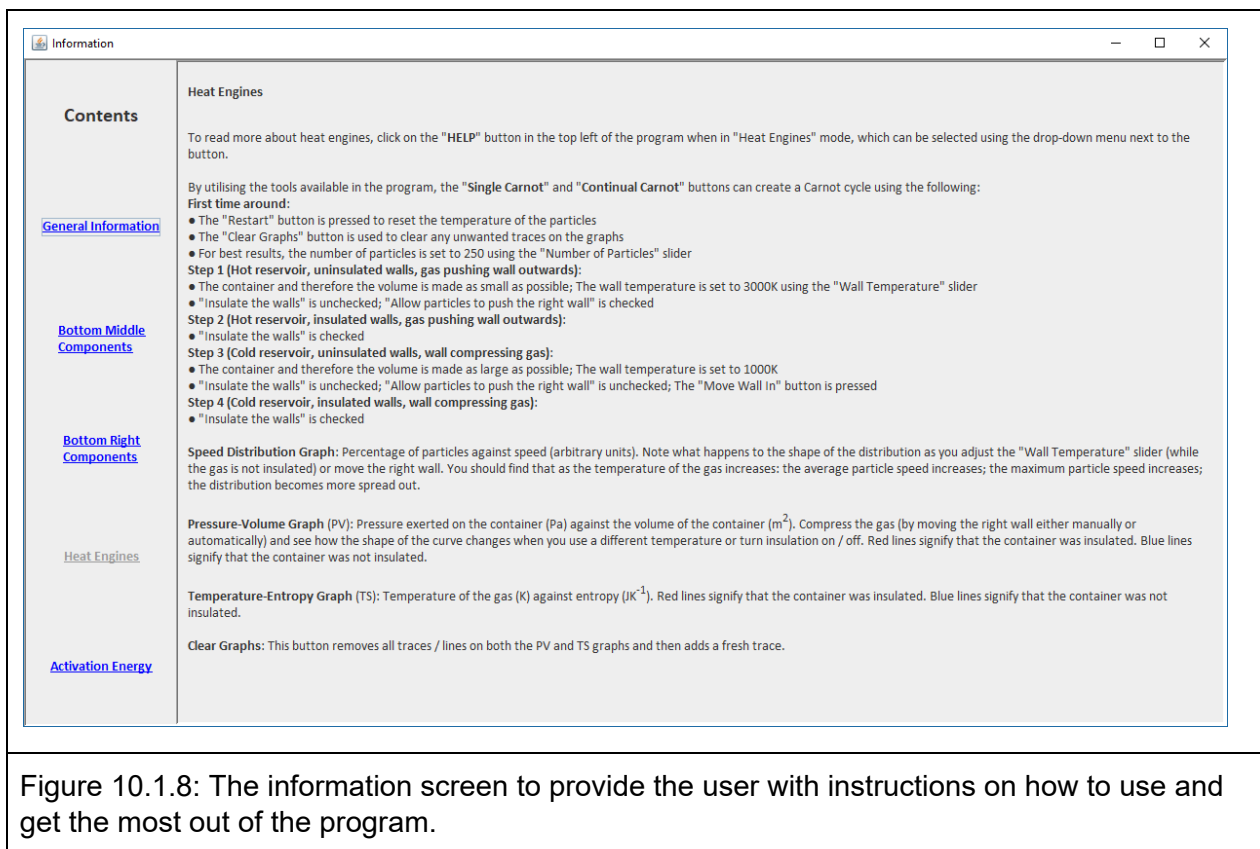 Information
Contents
General Information
Bottom Middle
Components
Bottom Right
Components
Heat Engines
Activation Energy
Heat Engines
To read more about heat engines, click on the "HELP" button in the top left of the program when in "Heat Engines" mode, which can be selected using the drop-down menu next to the
button.
By utilising the tools available in the program, the "Single Carnot" and "Continual Carnot" buttons can create a Carnot cycle using the following:
First time around:
● The "Restart" button is pressed to reset the temperature of the particles
● The "Clear Graphs" button is used to clear any unwanted traces on the graphs
● For best results, the number of particles is set to 250 using the "Number of Particles" slider
Step 1 (Hot reservoir, uninsulated walls, gas pushing wall outwards):
● The container and therefore the volume is made as small as possible; The wall temperature is set to 3000K using the "Wall Temperature" slider
● "Insulate the walls" is unchecked; "Allow particles to push the right wall" is checked
Step 2 (Hot reservoir, insulated walls, gas pushing wall outwards):
● "Insulate the walls" is checked
Step 3 (Cold reservoir, uninsulated walls, wall compressing gas):
● The container and therefore the volume is made as large as possible; The wall temperature is set to 1000K
● "Insulate the walls" is unchecked; "Allow particles to push the right wall" is unchecked; The "Move Wall In" button is pressed
Step 4 (Cold reservoir, insulated walls, wall compressing gas):
● "Insulate the walls" is checked
Speed Distribution Graph: Percentage of particles against speed (arbitrary units). Note what happens to the shape of the distribution as you adjust the "Wall Temperature" slider (while
the gas is not insulated) or move the right wall. You should find that as the temperature of the gas increases: the average particle speed increases; the maximum particle speed increases;
the distribution becomes more spread out.
Pressure-Volume Graph (PV): Pressure exerted on the container (Pa) against the volume of the container (m²). Compress the gas (by moving the right wall either manually or
automatically) and see how the shape of the curve changes when you use a different temperature or turn insulation on / off. Red lines signify that the container was insulated. Blue lines
signify that the container was not insulated.
Temperature-Entropy Graph (TS): Temperature of the gas (K) against entropy (JK⁻¹). Red lines signify that the container was insulated. Blue lines signify that the container was not
insulated.
Clear Graphs: This button removes all traces / lines on both the PV and TS graphs and then adds a fresh trace.
Figure 10.1.8: The information screen to provide the user with instructions on how to use and
get the most out of the program.